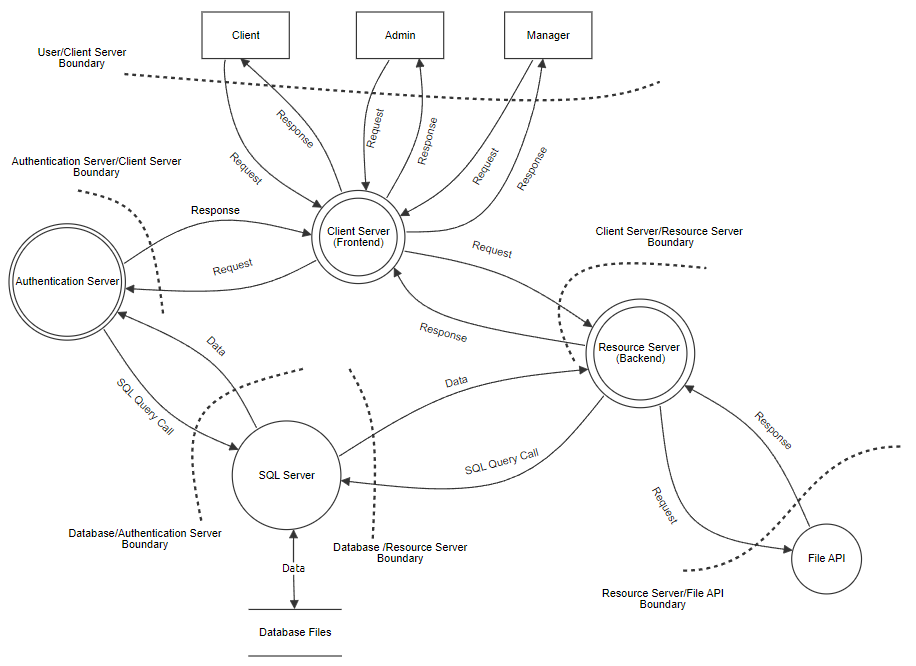 Client
Admin
Manager
User/Client Server
Boundary
Request
Response
Request
Response
Request
Response
Authentication Server/Client Server
Boundary
Response
Request
Client Server
(Frontend)
Authentication Server
Client Server/Resource Server
Boundary
Request
Response
Resource Server
(Backend)
Data
SQL Query Call
Data
SQL Query Call
SQL Server
Request
Response
Database/Authentication Server
Boundary
Database /Resource Server
Boundary
File API
Data
Resource Server/File API
Boundary
Database Files